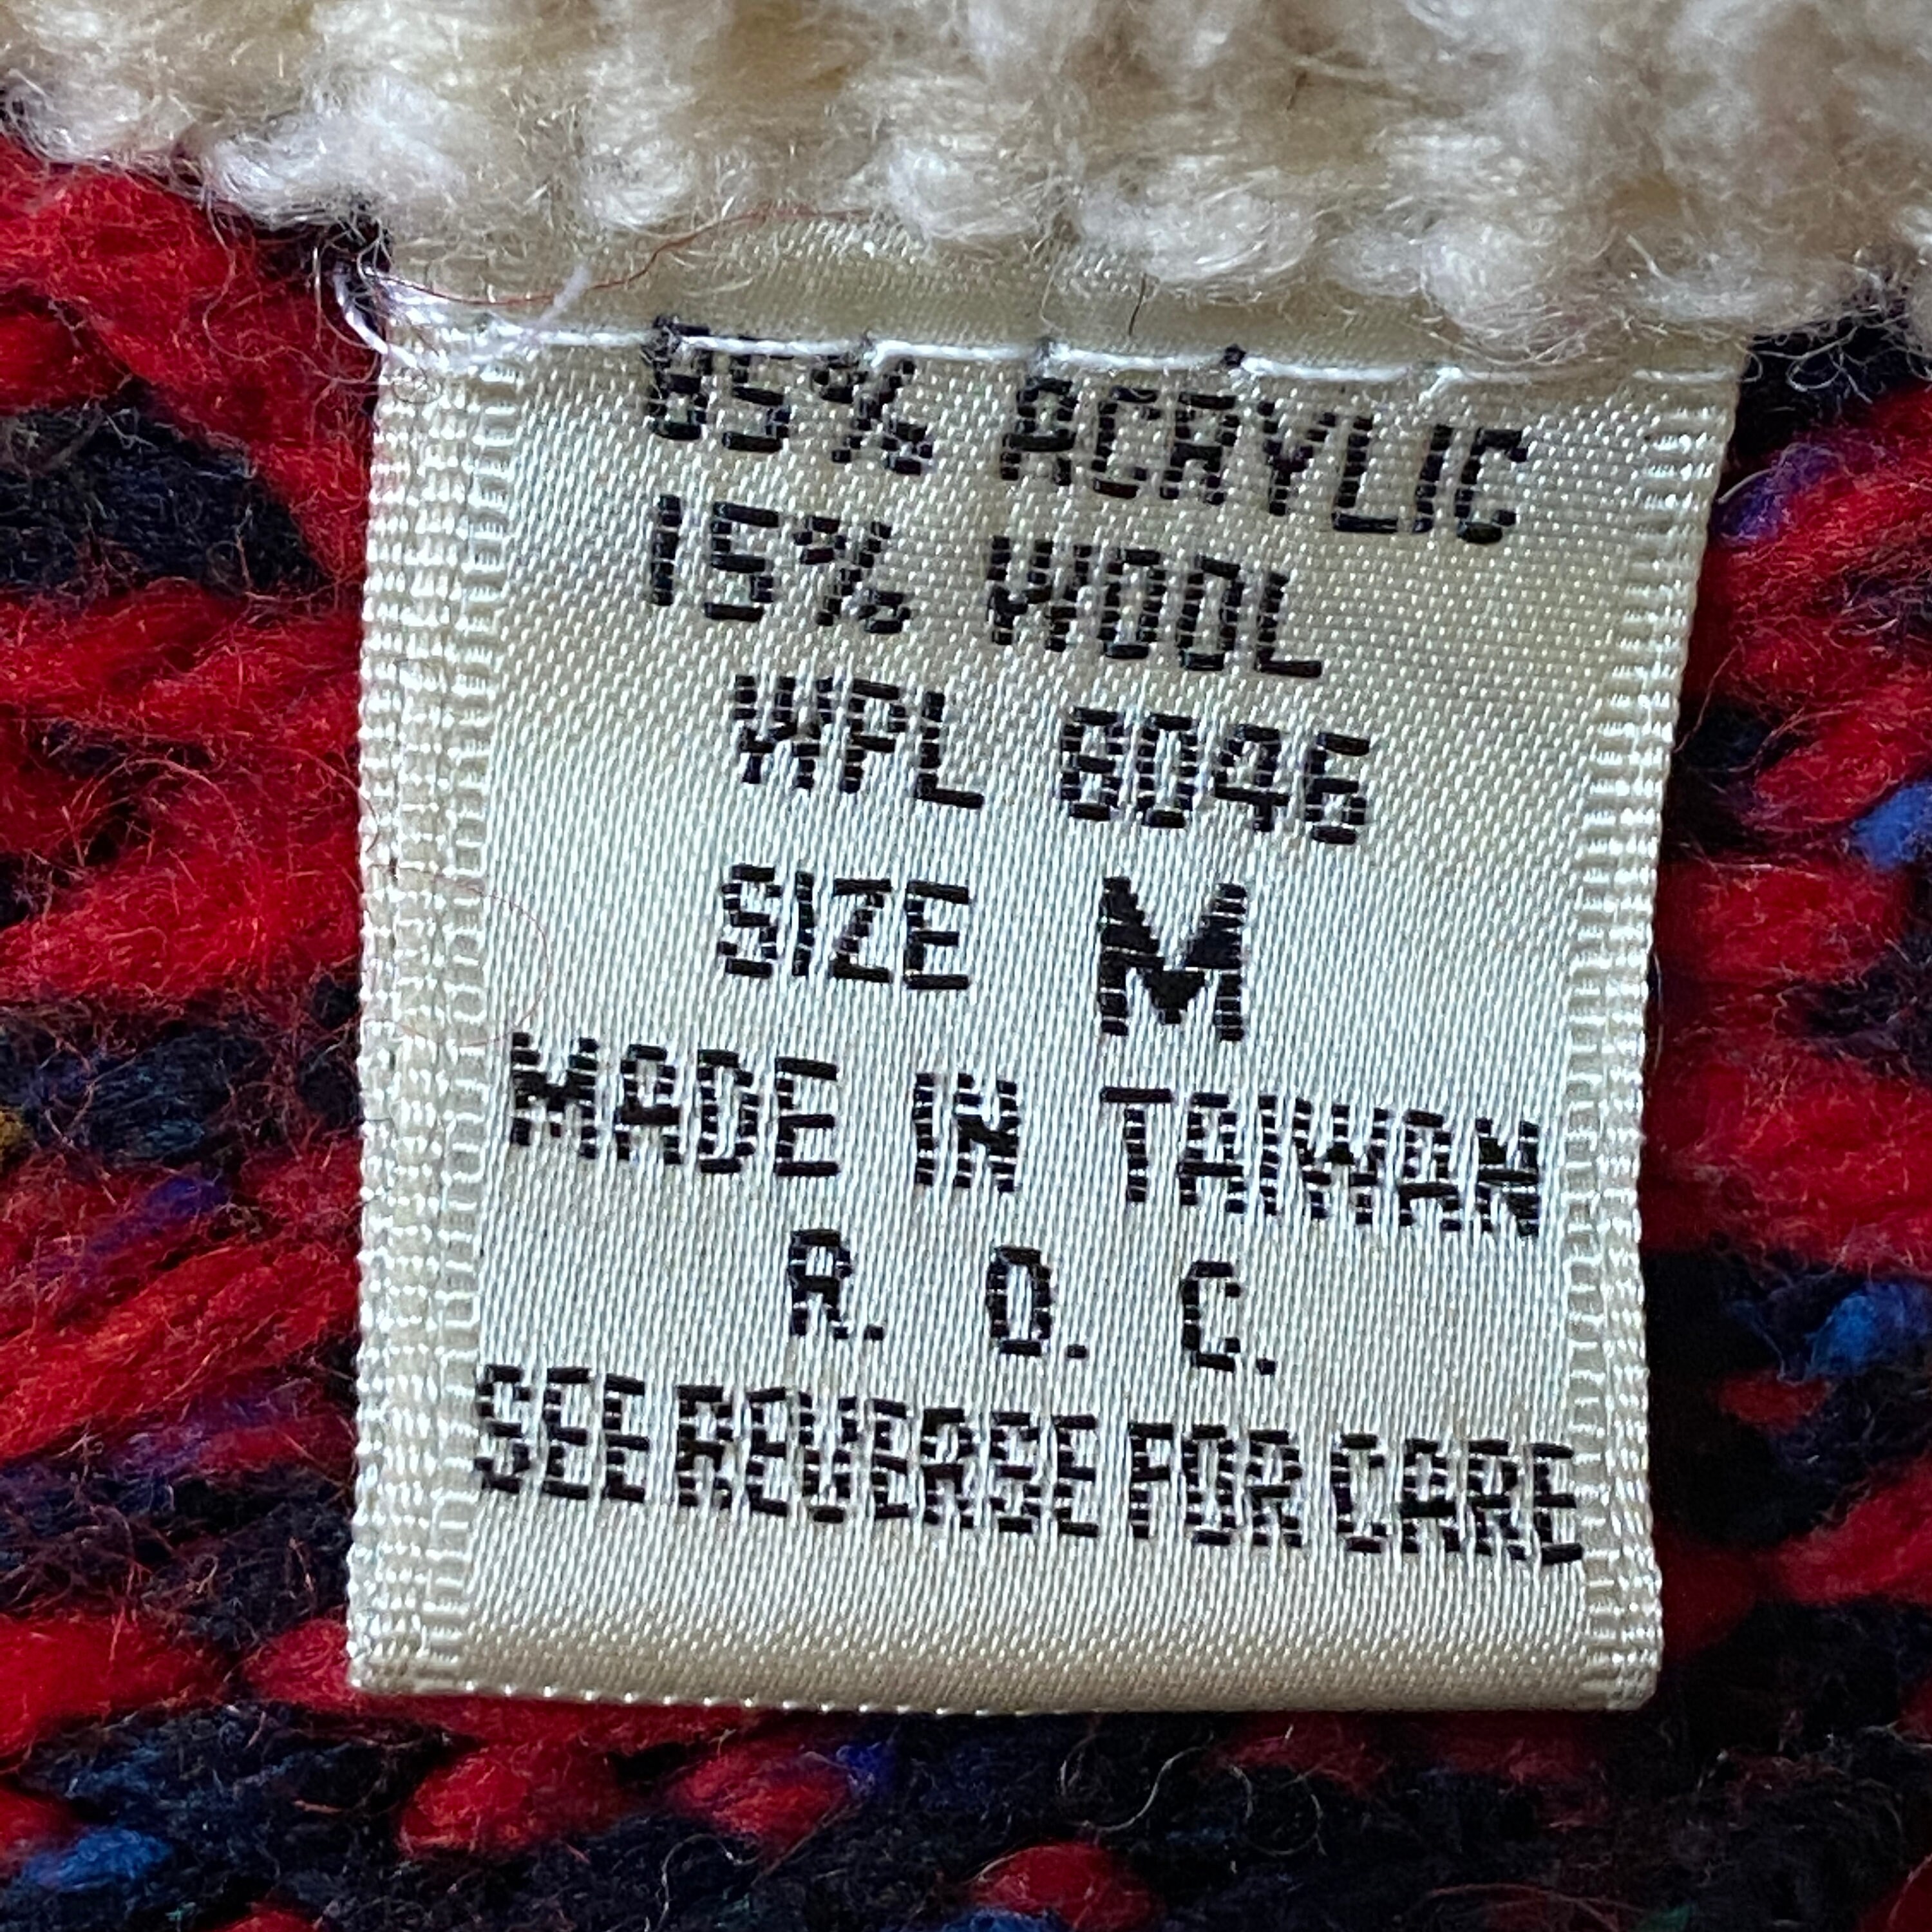 85% ACRYLIC
15% WOOL
WPL 8046
SIZE M
MADE IN TAIWAN
R. O. C.
SEE REVERSE FOR CARE